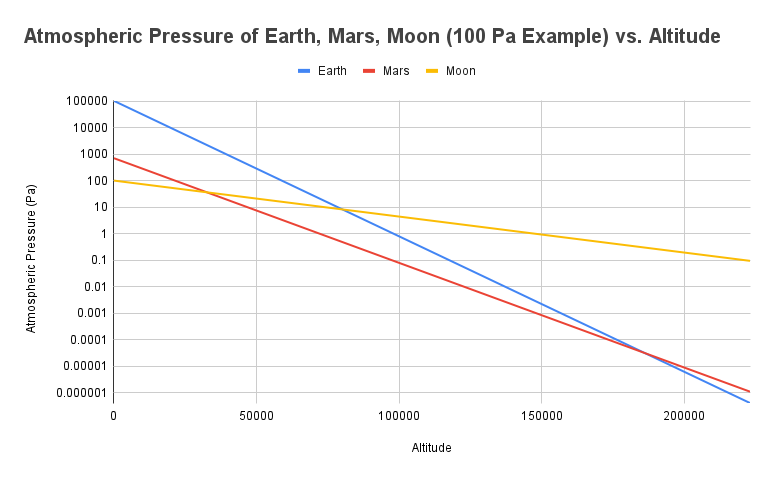 Atmospheric Pressure of Earth, Mars, Moon (100 Pa Example) vs. Altitude
Earth Mars Moon
Atmospheric Pressure (Pa)
100000
10000
1000
100
10
1
0.1
0.01
0.001
0.0001
0.00001
0.000001
0 50000 100000 150000 200000
Altitude